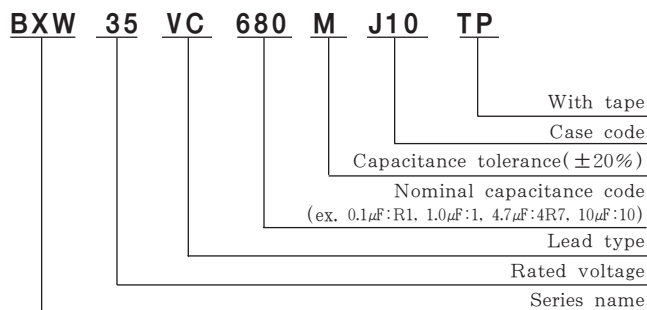 BXW 35 VC 680 M J10 TP
With tape
Case code
Capacitance tolerance(±20%)
Nominal capacitance code
(ex. 0.1μF:R1, 1.0μF:1, 4.7μF:4R7, 10μF:10)
Lead type
Rated voltage
Series name